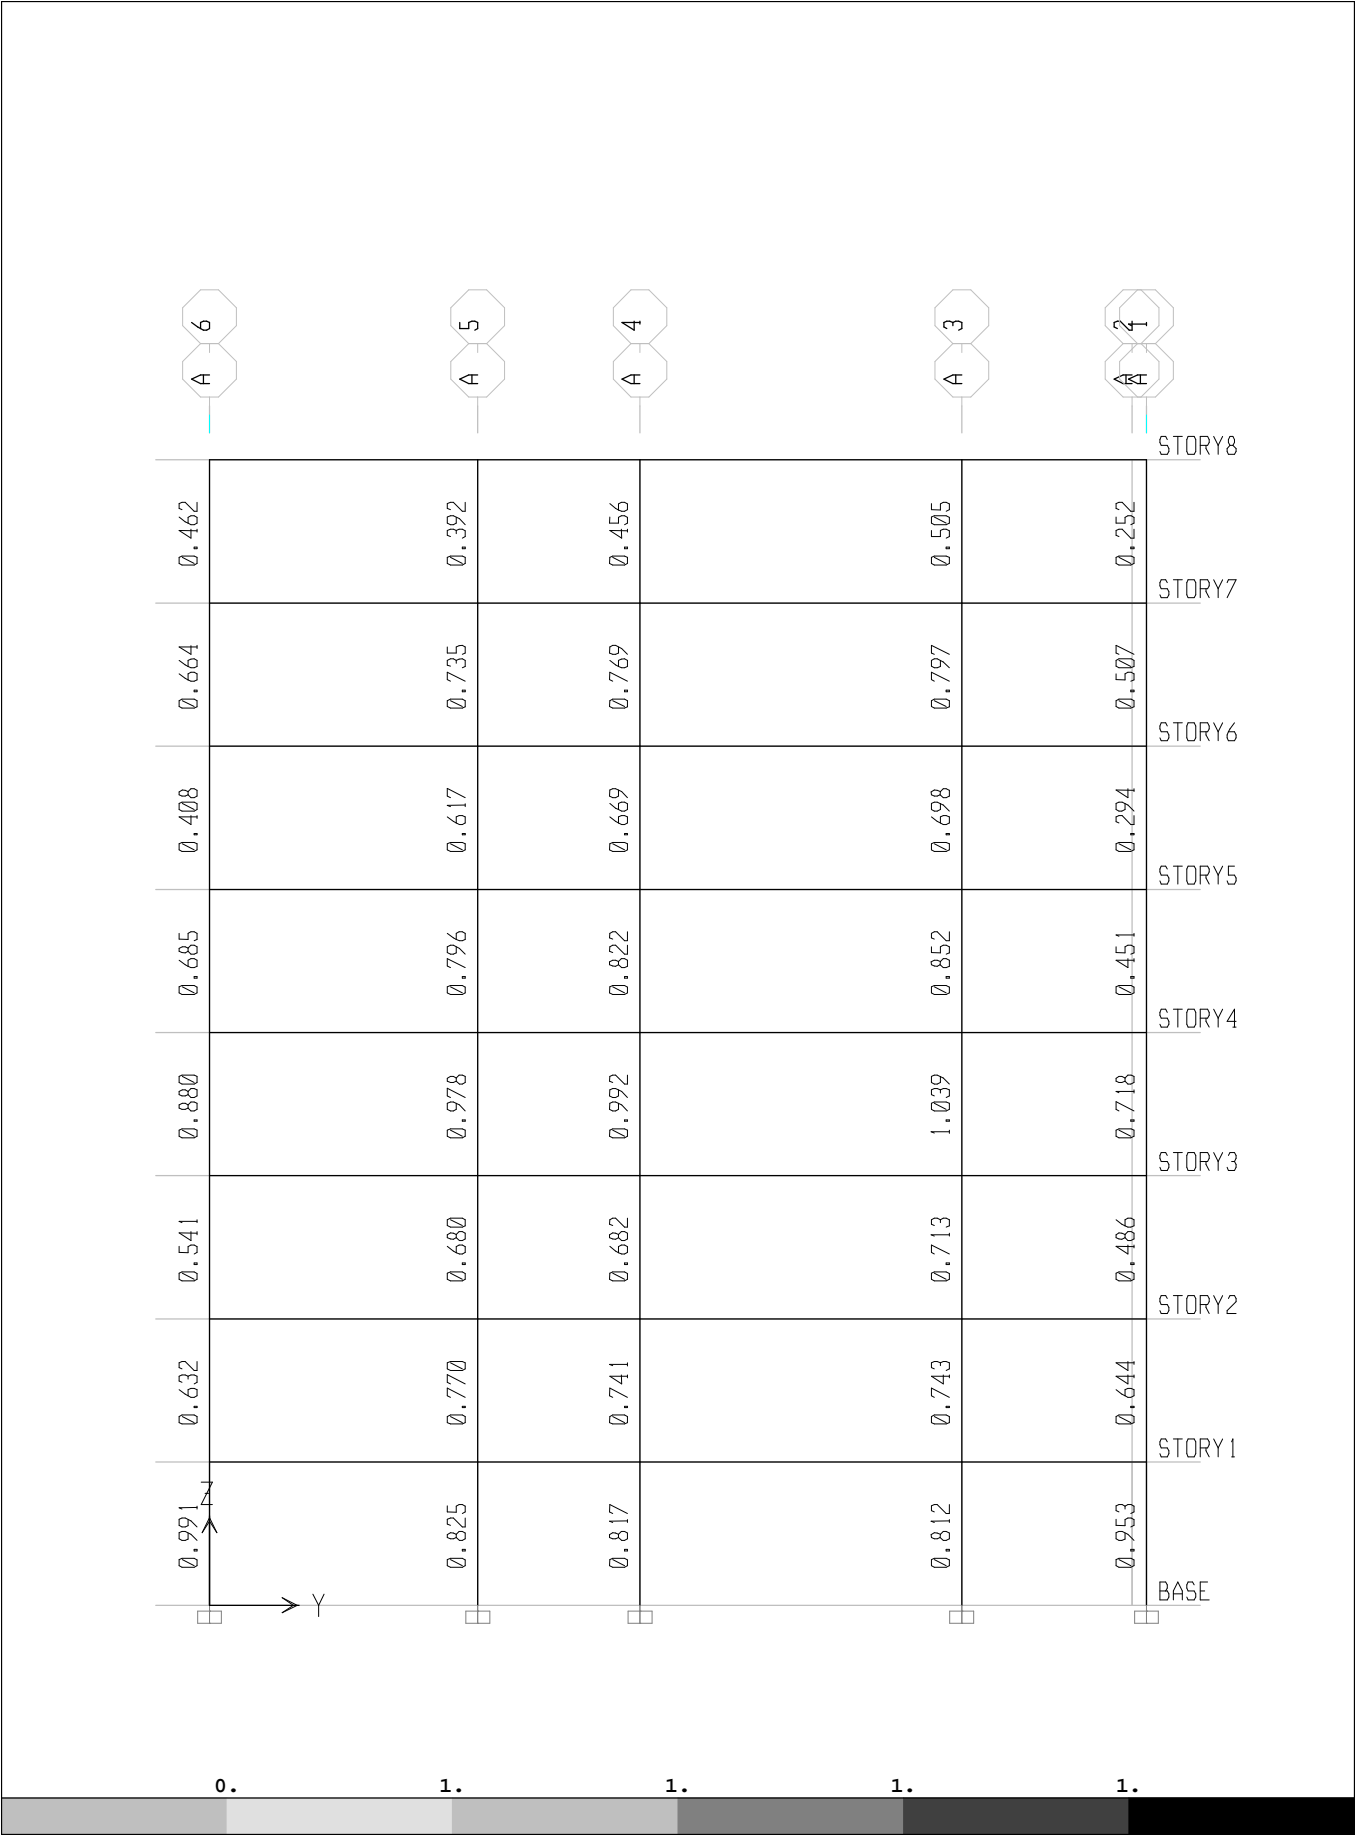 6 5 4 3 2 1
A A A A A A
STORY8
0.462 0.392 0.456 0.505 0.252
STORY7
0.664 0.735 0.769 0.797 0.507
STORY6
0.408 0.617 0.669 0.698 0.294
STORY5
0.685 0.796 0.822 0.852 0.451
STORY4
0.880 0.978 0.992 1.039 0.718
STORY3
0.541 0.680 0.682 0.713 0.486
STORY2
0.632 0.770 0.741 0.743 0.644
STORY1
Z
0.991 0.825 0.817 0.812 0.953
BASE
Y
0. 1. 1. 1. 1.